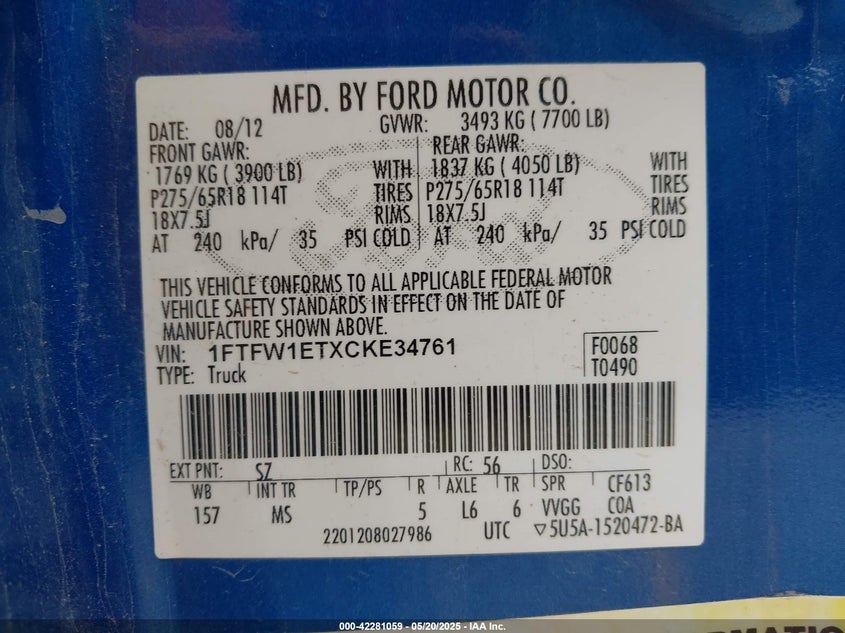 MFD. BY FORD MOTOR CO.
DATE: 08/12 GVWR: 3493 KG ( 7700 LB)
FRONT GAWR: REAR GAWR:
1769 KG ( 3900 LB) WITH 1837 KG ( 4050 LB) WITH
P275/65R18 114T TIRES P275/65R18 114T TIRES
18X7.5J RIMS 18X7.5J RIMS
AT 240 kPa/ 35 PSI COLD AT 240 kPa/ 35 PSI COLD
THIS VEHICLE CONFORMS TO ALL APPLICABLE FEDERAL MOTOR
VEHICLE SAFETY STANDARDS IN EFFECT ON THE DATE OF
MANUFACTURE SHOWN ABOVE.
VIN: 1FTFW1ETXCKE34761 F0068
TYPE: Truck T0490
EXT PNT: SZ RC: 56 DSO:
WB INT TR TP/PS R AXLE TR SPR CF613
157 MS 5 L6 6 VVGG COA
2201208027986 UTC ▽5U5A-1520472-BA
000-42281059 - 05/20/2025 - IAA Inc.